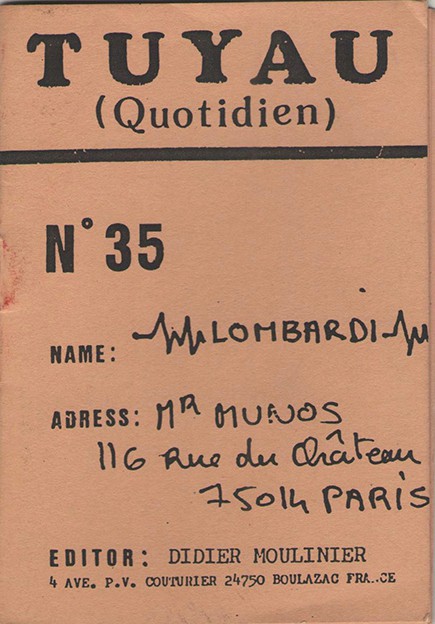 TUYAU
(Quotidien)
N° 35
NAME: LOMBARDI
ADRESS: MR MUNOS
116 rue du Château
75014 PARIS
EDITOR: DIDIER MOULINIER
4 AVE. P.V. COUTURIER 24750 BOULAZAC FRA..CE